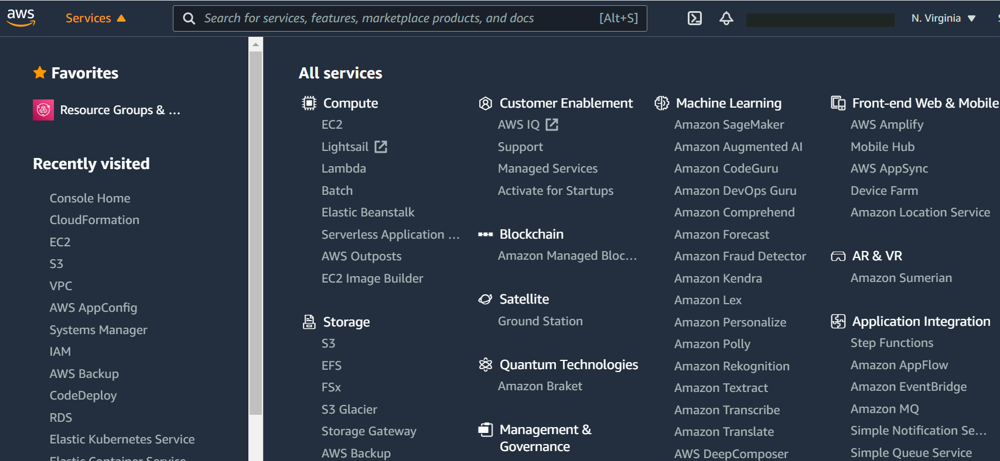 aws
Services
Search for services, features, marketplace products, and docs
[Alt+S]
N. Virginia
Favorites
Resource Groups & ...
Recently visited
Console Home
CloudFormation
EC2
S3
VPC
AWS AppConfig
Systems Manager
IAM
AWS Backup
CodeDeploy
RDS
Elastic Kubernetes Service
Elastic Container Service
All services
Compute
EC2
Lightsail
Lambda
Batch
Elastic Beanstalk
Serverless Application ...
AWS Outposts
EC2 Image Builder
Storage
S3
EFS
FSx
S3 Glacier
Storage Gateway
AWS Backup
Customer Enablement
AWS IQ
Support
Managed Services
Activate for Startups
Blockchain
Amazon Managed Bloc...
Satellite
Ground Station
Quantum Technologies
Amazon Braket
Management &
Governance
Machine Learning
Amazon SageMaker
Amazon Augmented AI
Amazon CodeGuru
Amazon DevOps Guru
Amazon Comprehend
Amazon Forecast
Amazon Fraud Detector
Amazon Kendra
Amazon Lex
Amazon Personalize
Amazon Polly
Amazon Rekognition
Amazon Textract
Amazon Transcribe
Amazon Translate
AWS DeepComposer
Front-end Web & Mobile
AWS Amplify
Mobile Hub
AWS AppSync
Device Farm
Amazon Location Service
AR & VR
Amazon Sumerian
Application Integration
Step Functions
Amazon AppFlow
Amazon EventBridge
Amazon MQ
Simple Notification Se...
Simple Queue Service